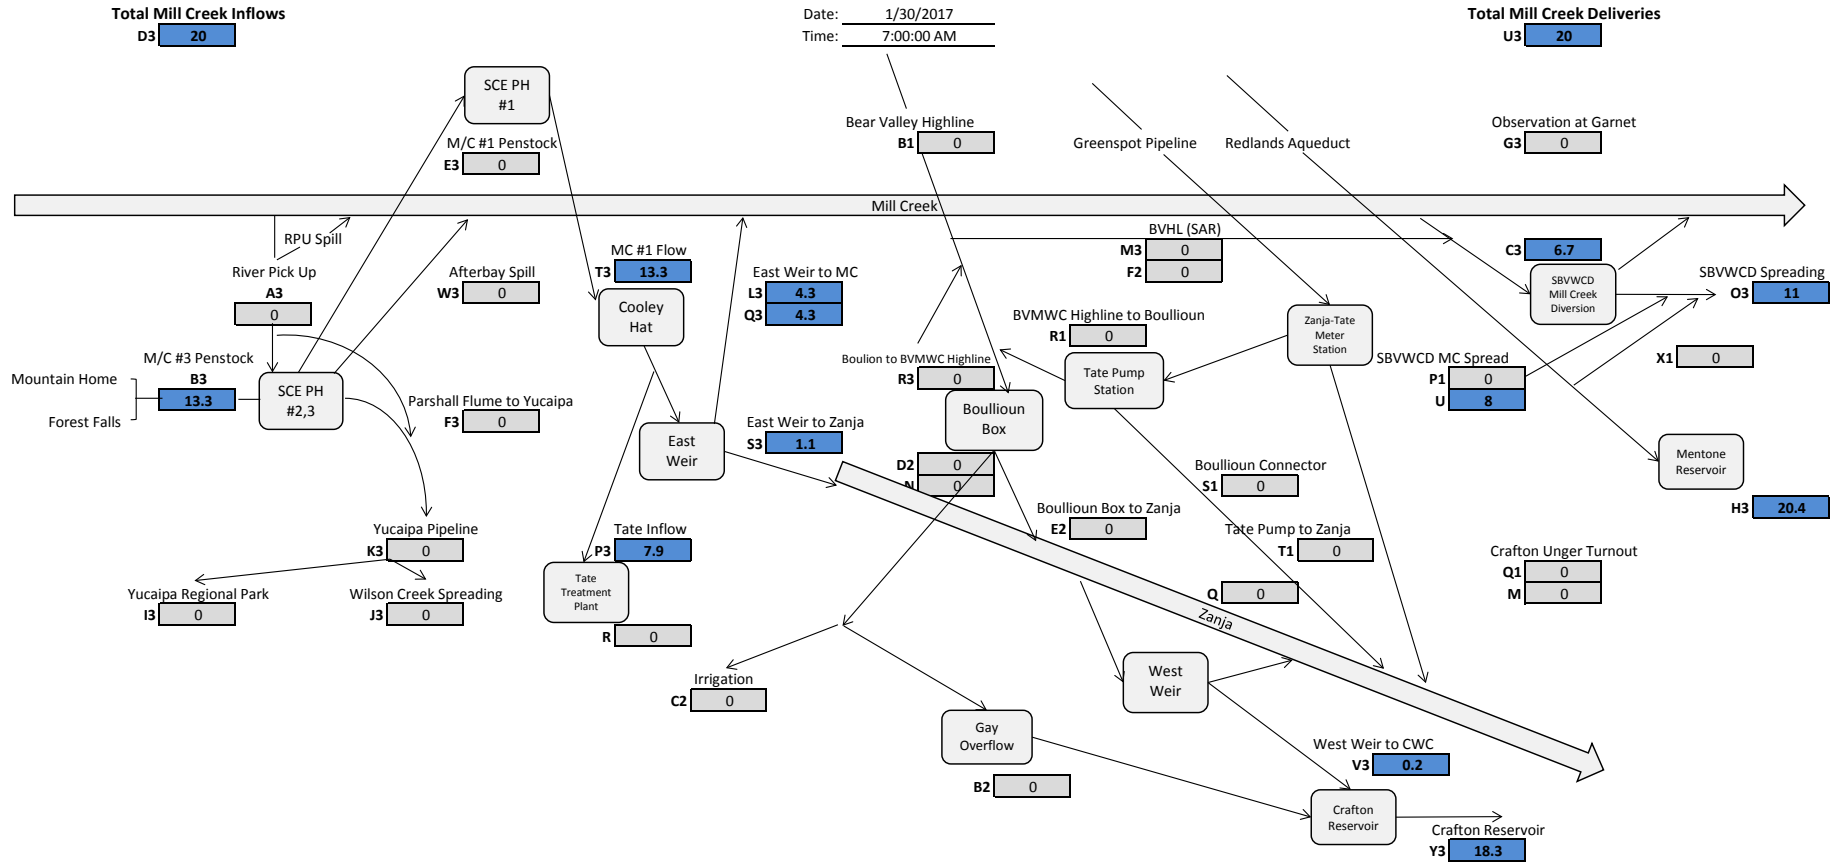 Total Mill Creek Inflows
D3 20
Date: 1/30/2017
Time: 7:00:00 AM
Total Mill Creek Deliveries
U3 20
SCE PH
#1
M/C #1 Penstock
E3 0
Bear Valley Highline
B1 0
Greenspot Pipeline
Redlands Aqueduct
Observation at Garnet
G3 0
Mill Creek
RPU Spill
River Pick Up
A3
0
Afterbay Spill
W3 0
MC #1 Flow
T3 13.3
Cooley
Hat
East Weir to MC
L3 4.3
Q3 4.3
BVHL (SAR)
M3 0
F2 0
C3 6.7
SBVWCD
Mill Creek
Diversion
SBVWCD Spreading
O3 11
BVMWC Highline to Boullioun
R1 0
Zanja-Tate
Meter
Station
Boulion to BVMWC Highline
R3 0
Tate Pump
Station
SBVWCD MC Spread
P1 0
U 8
X1 0
M/C #3 Penstock
B3
13.3
Mountain Home
Forest Falls
SCE PH
#2,3
Parshall Flume to Yucaipa
F3 0
Boullioun
Box
East
Weir
East Weir to Zanja
S3 1.1
D2 0
N 0
Boullioun Connector
S1 0
Mentone
Reservoir
H3 20.4
Boullioun Box to Zanja
E2 0
Tate Pump to Zanja
T1 0
Yucaipa Pipeline
K3 0
Tate Inflow
P3 7.9
Tate
Treatment
Plant
R 0
Crafton Unger Turnout
Q1 0
M 0
Yucaipa Regional Park
I3 0
Wilson Creek Spreading
J3 0
Q 0
Zanja
Irrigation
C2 0
West
Weir
Gay
Overflow
B2 0
West Weir to CWC
V3 0.2
Crafton
Reservoir
Crafton Reservoir
Y3 18.3